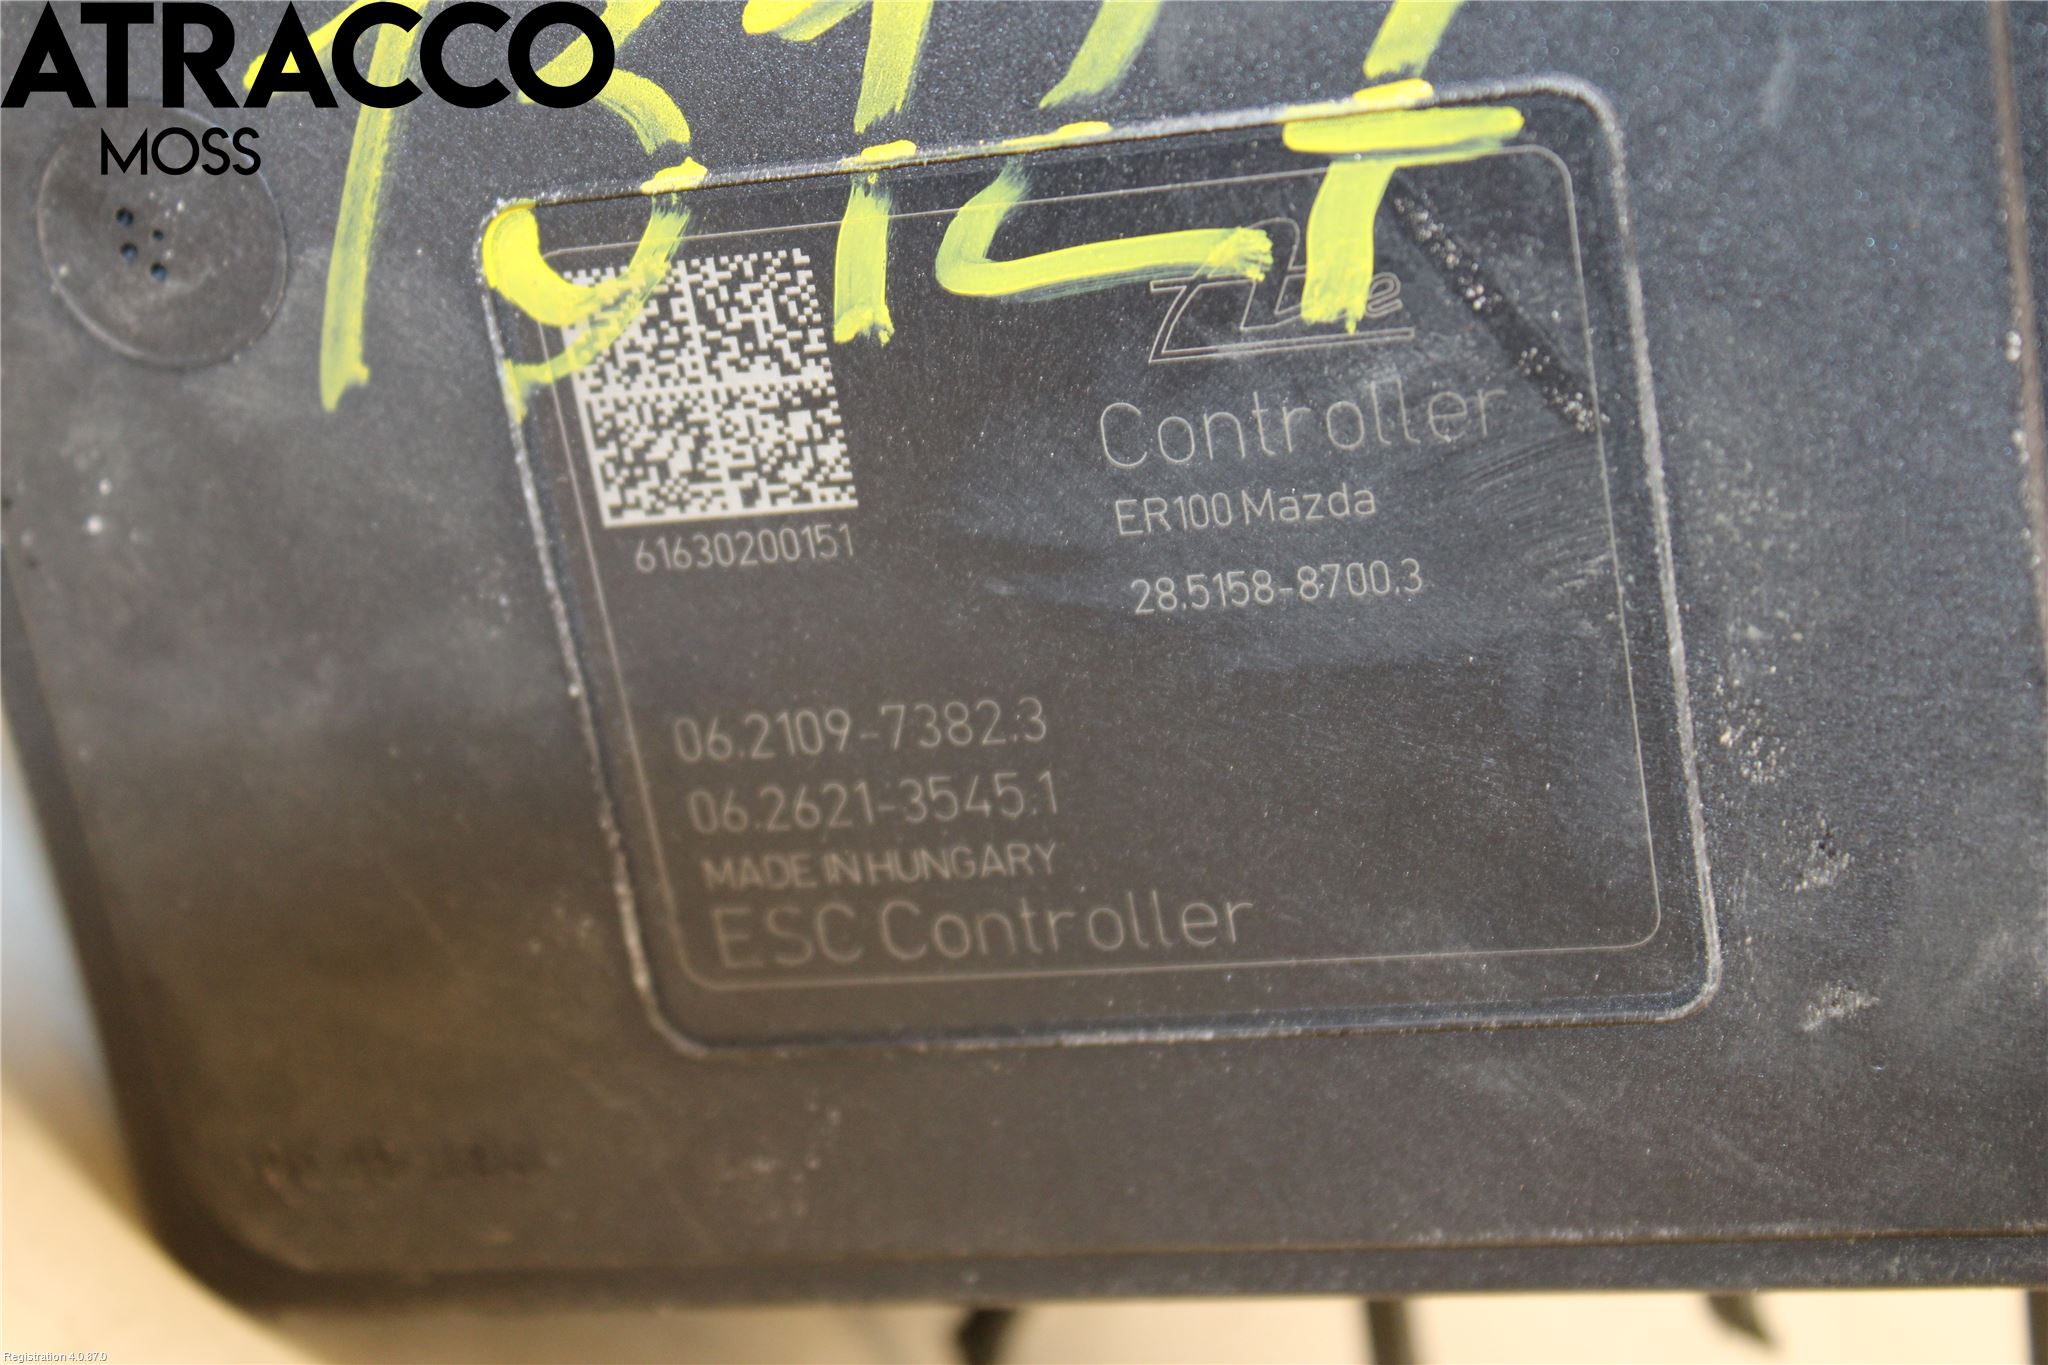 ATRACCO
MOSS
61630200151
Controller
ER100 Mazda
28.5158-8700.3
06.2109-7382.3
06.2621-3545.1
MADE IN HUNGARY
ESC Controller
Registration 4.0.87.0